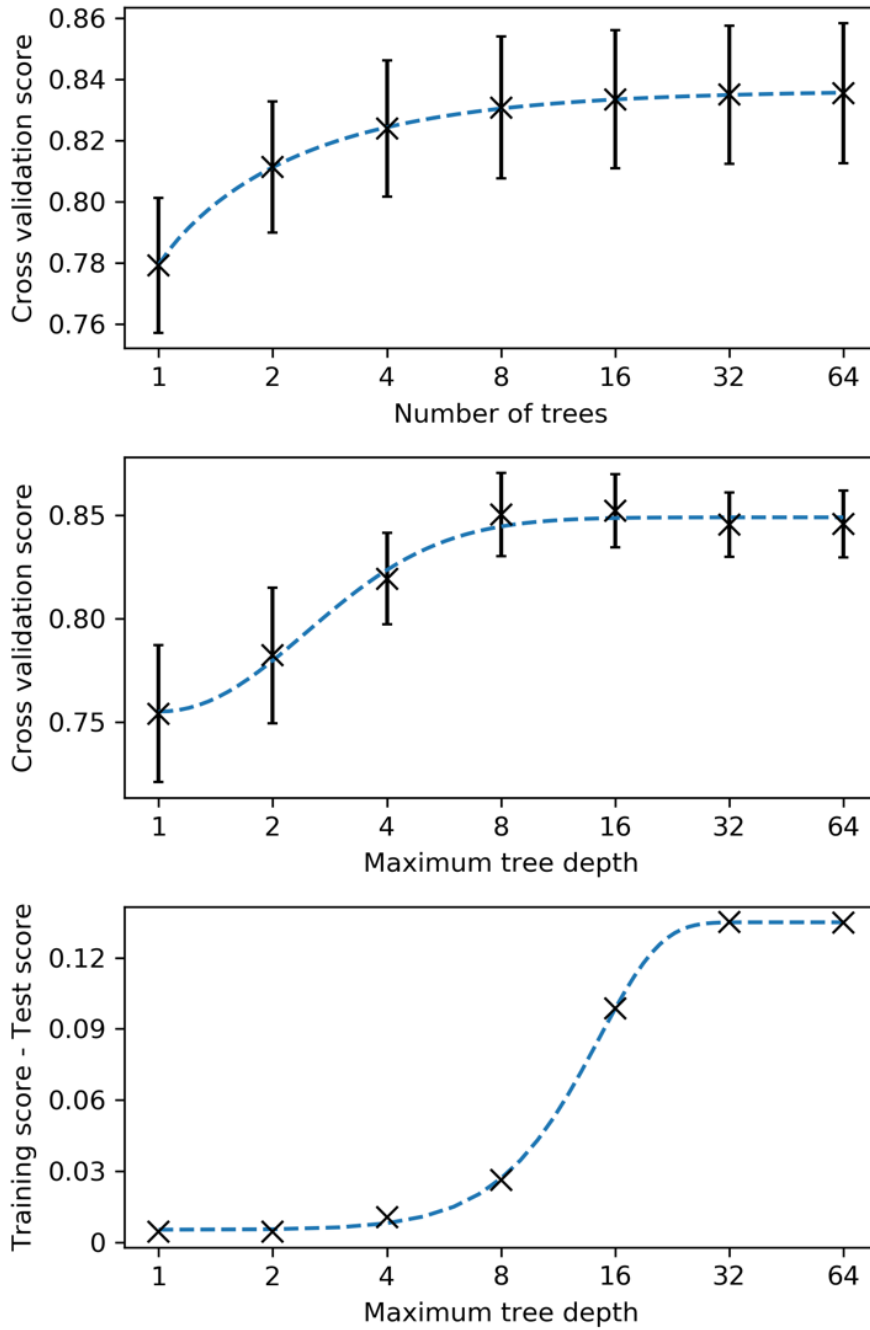 Cross validation score
0.86
0.84
0.82
0.80
0.78
0.76
1 2 4 8 16 32 64
Number of trees
Cross validation score
0.85
0.80
0.75
1 2 4 8 16 32 64
Maximum tree depth
Training score - Test score
0.12
0.09
0.06
0.03
0
1 2 4 8 16 32 64
Maximum tree depth